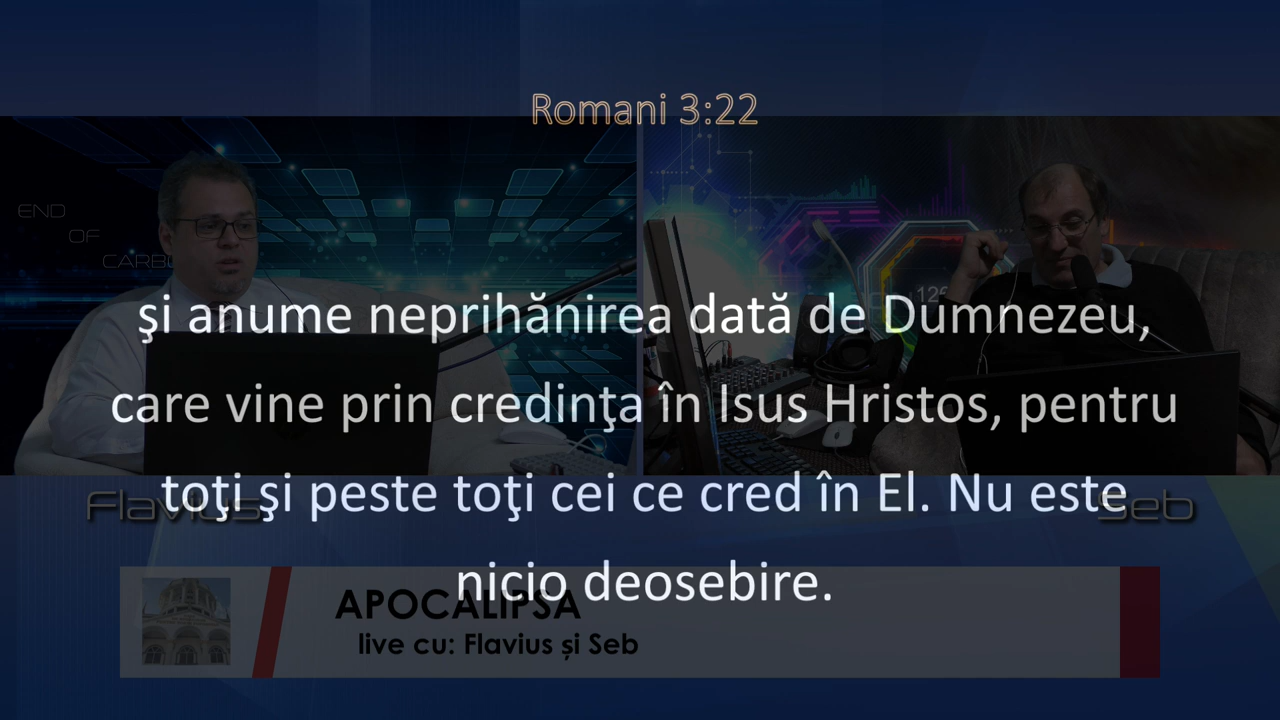 Romani 3:22
END
OF
CARBO
125
şi anume neprihănirea dată de Dumnezeu,
care vine prin credinţa în Isus Hristos, pentru
toţi şi peste toţi cei ce cred în El. Nu este
nicio deosebire.
Flavius
Seb
APOCALIPSA
live cu: Flavius și Seb